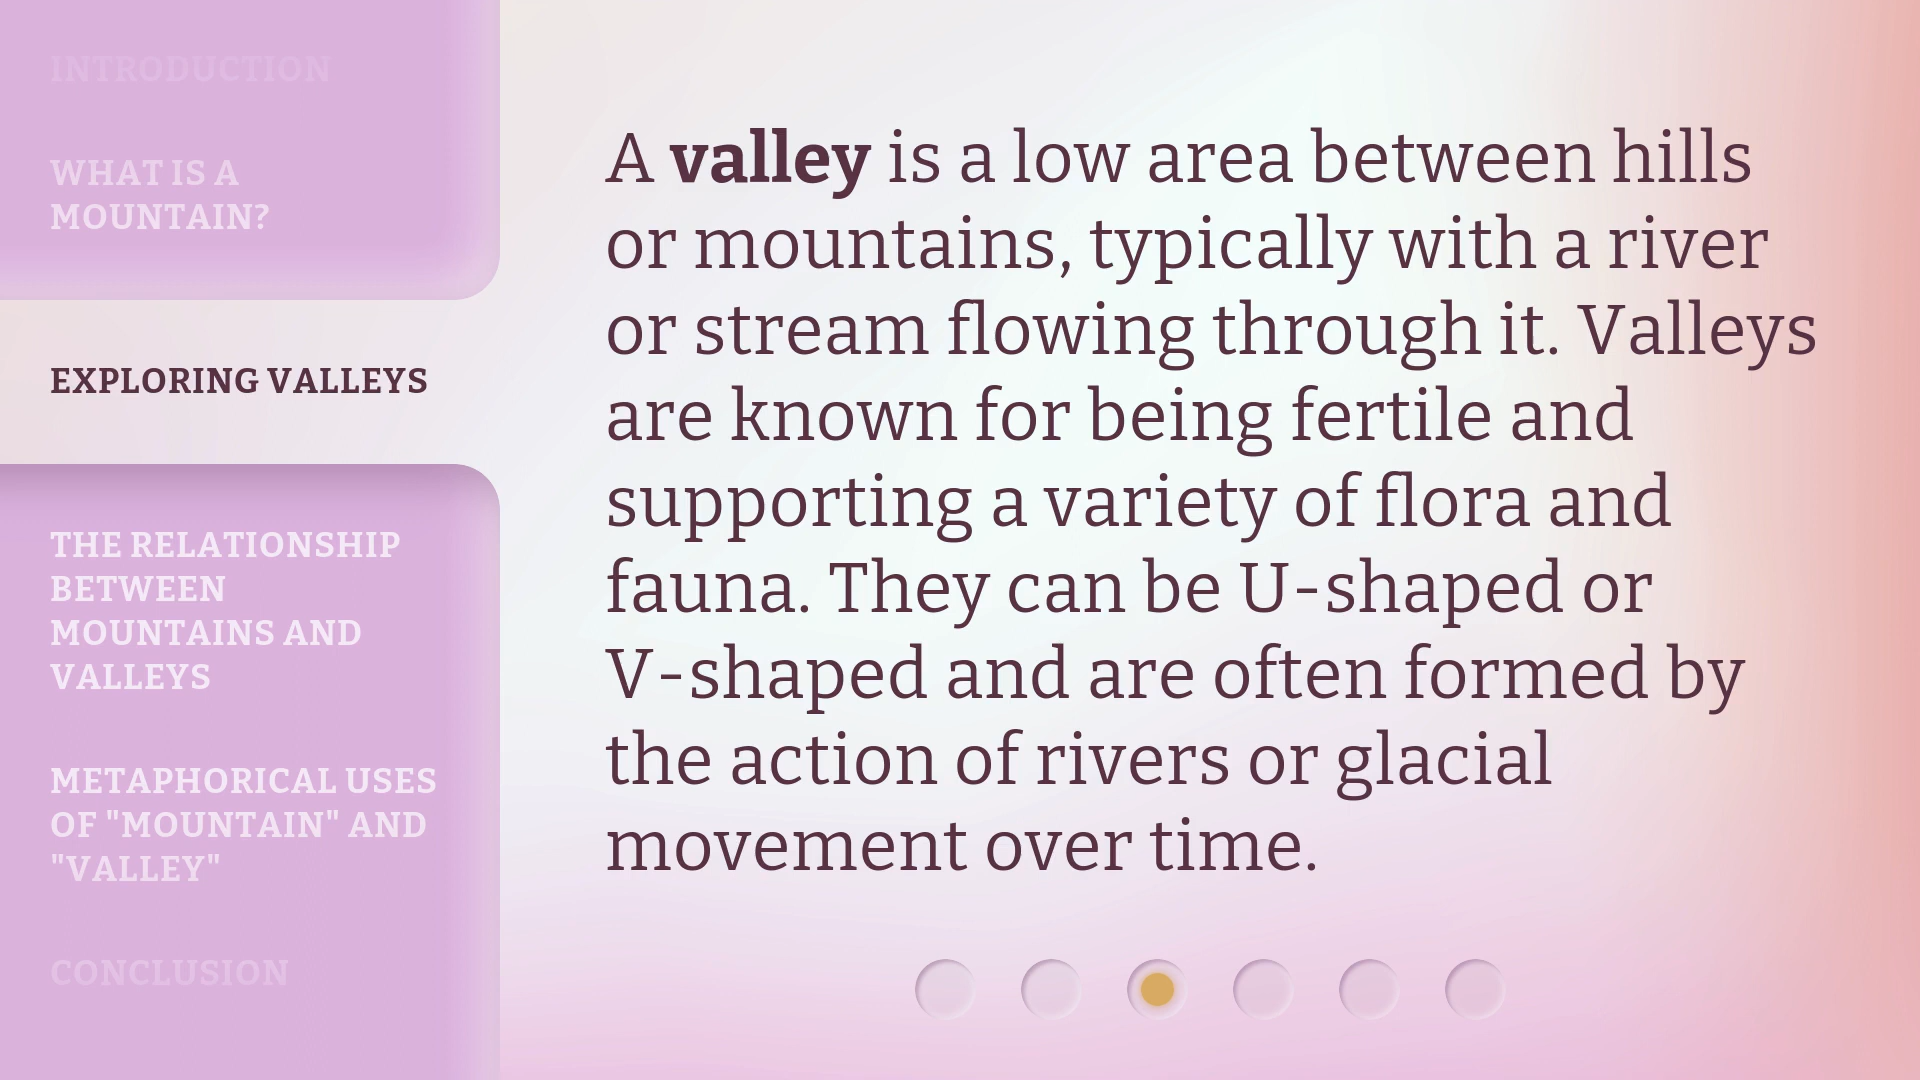 INTRODUCTION
WHAT IS A
MOUNTAIN?
EXPLORING VALLEYS
THE RELATIONSHIP
BETWEEN
MOUNTAINS AND
VALLEYS
METAPHORICAL USES
OF "MOUNTAIN" AND
"VALLEY"
CONCLUSION
A valley is a low area between hills
or mountains, typically with a river
or stream flowing through it. Valleys
are known for being fertile and
supporting a variety of flora and
fauna. They can be U-shaped or
V-shaped and are often formed by
the action of rivers or glacial
movement over time.